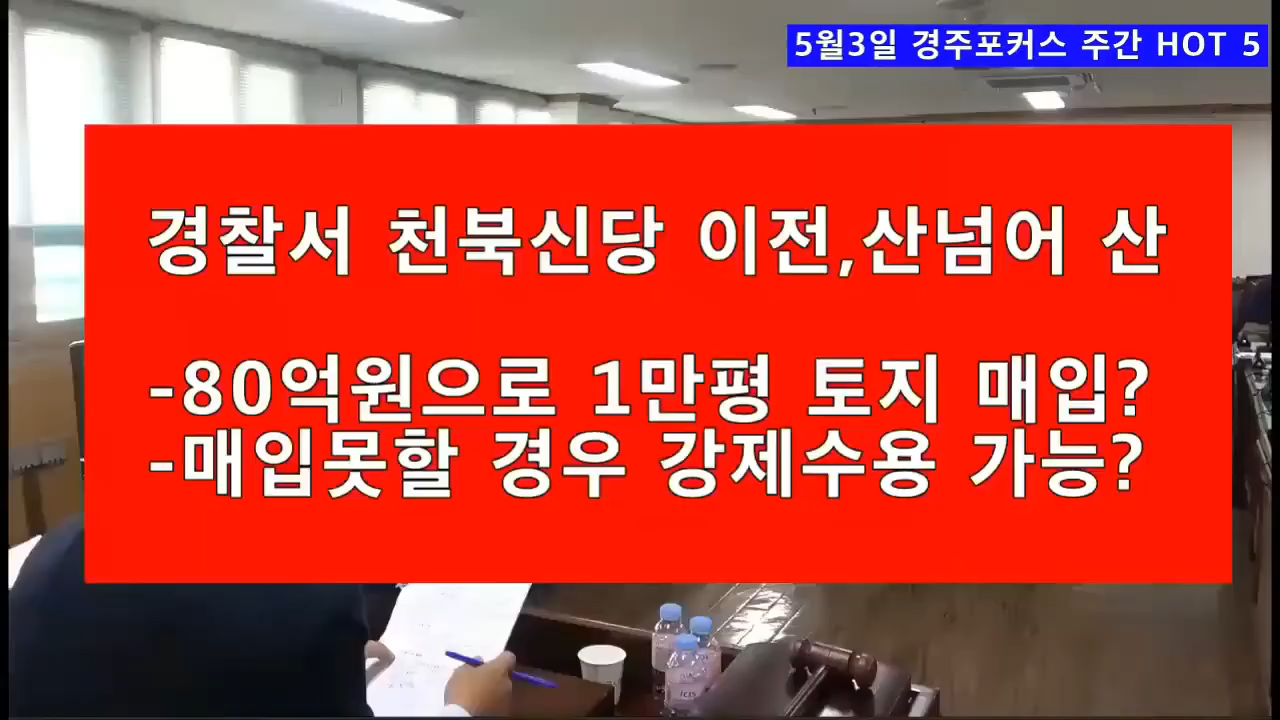 5월3일 경주포커스 주간 HOT 5
경찰서 천북신당 이전,산넘어 산
-80억원으로 1만평 토지 매입?
-매입못할 경우 강제수용 가능?